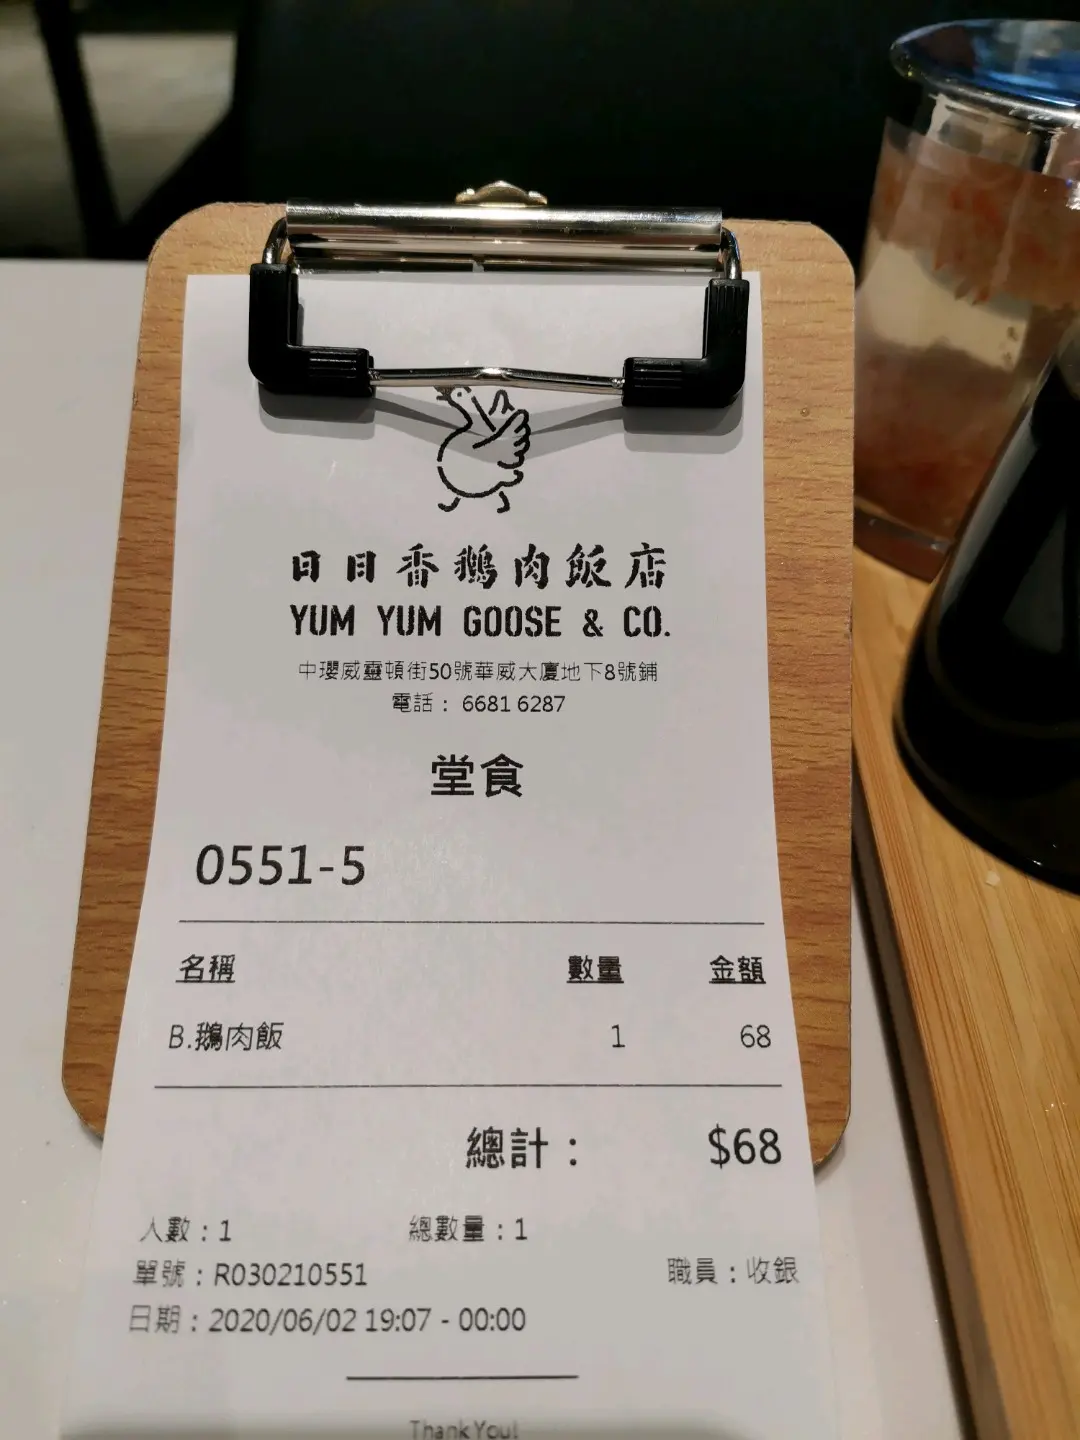 日日香鵝肉飯店
YUM YUM GOOSE & CO.
中環威靈頓街50號華威大廈地下8號鋪
電話： 6681 6287
堂食
0551-5
名稱 數量 金額
B.鵝肉飯 1 68
總計： $68
人數：1 總數量：1
單號：R030210551 職員：收銀
日期：2020/06/02 19:07 - 00:00
Thank You!